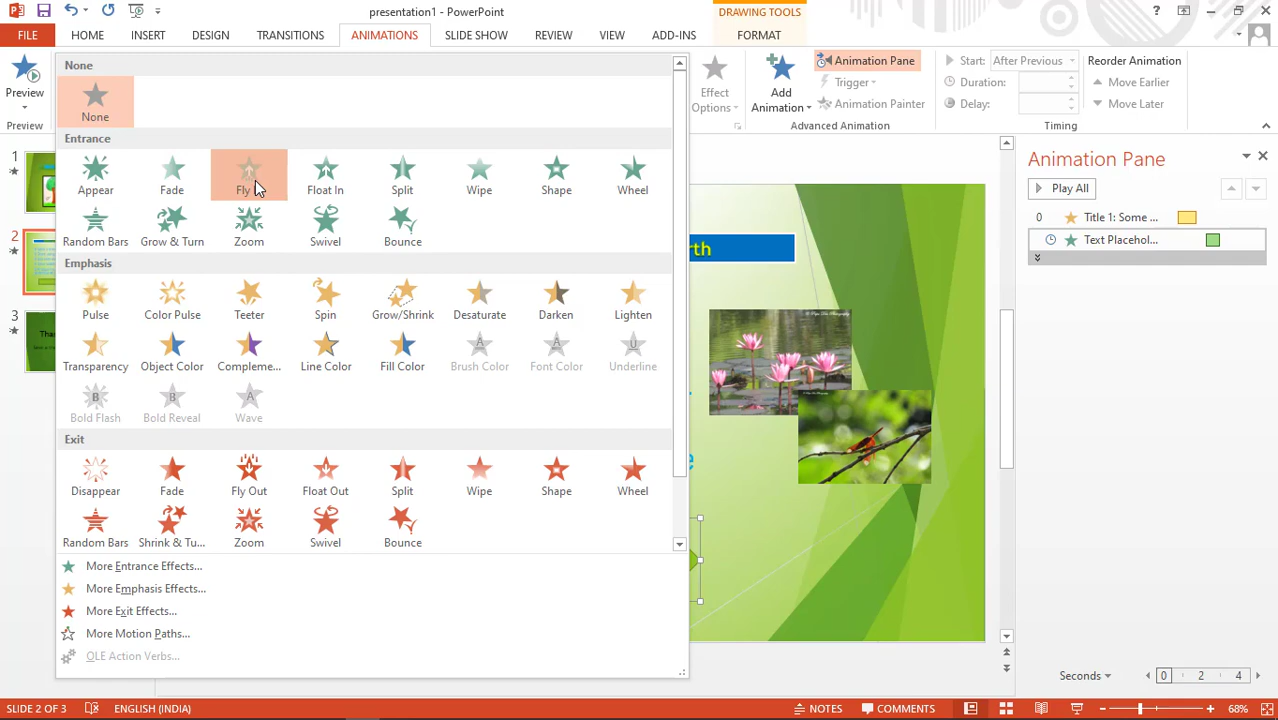 presentation1 - PowerPoint
DRAWING TOOLS
FILE HOME INSERT DESIGN TRANSITIONS ANIMATIONS SLIDE SHOW REVIEW VIEW ADD-INS FORMAT
Preview
Preview
None
None
Entrance
Appear Fade Fly Float In Split Wipe Shape Wheel
Random Bars Grow & Turn Zoom Swivel Bounce
Emphasis
Pulse Color Pulse Teeter Spin Grow/Shrink Desaturate Darken Lighten
Transparency Object Color Compleme... Line Color Fill Color Brush Color Font Color Underline
Bold Flash Bold Reveal Wave
Exit
Disappear Fade Fly Out Float Out Split Wipe Shape Wheel
Random Bars Shrink & Tu... Zoom Swivel Bounce
More Entrance Effects...
More Emphasis Effects...
More Exit Effects...
More Motion Paths...
OLE Action Verbs...
Effect
Options
Add
Animation
Animation Pane
Trigger
Animation Painter
Advanced Animation
Start: After Previous
Duration:
Delay:
Timing
Reorder Animation
Move Earlier
Move Later
1
2
3
rth
Animation Pane
Play All
0 Title 1: Some ...
Text Placehol...
Seconds 0 2 4
SLIDE 2 OF 3 ENGLISH (INDIA) NOTES COMMENTS 68%